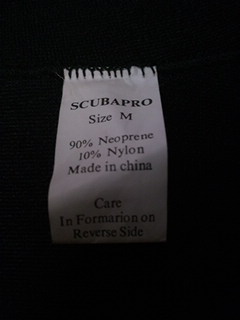 SCUBAPRO
Size M
90% Neoprene
10% Nylon
Made in china
Care
In Formarion on
Reverse Side